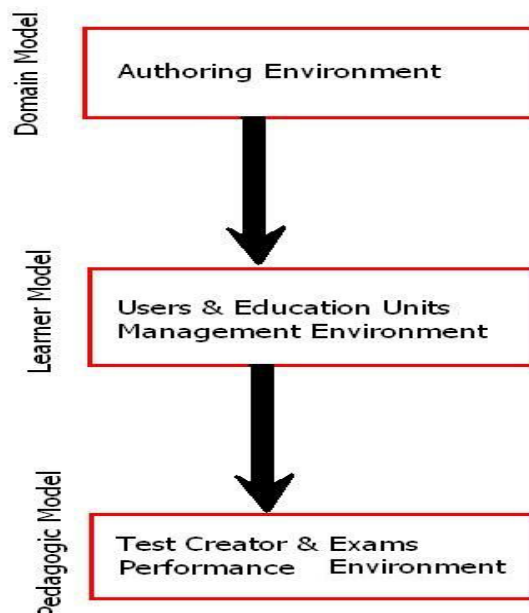 Domain Model
Authoring Environment
Learner Model
Users & Education Units
Management Environment
Pedagogic Model
Test Creator & Exams
Performance Environment